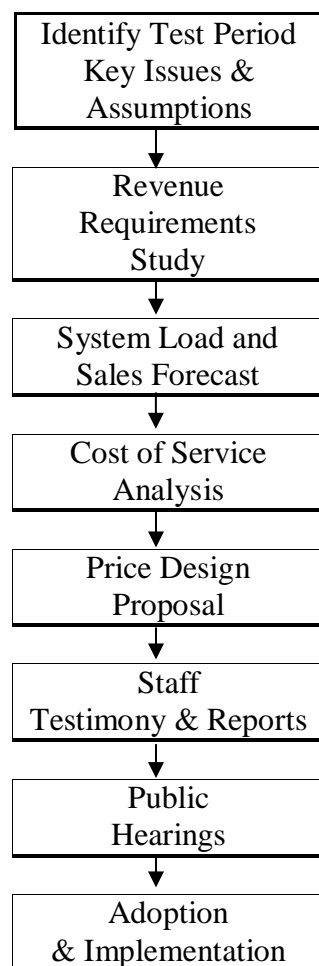 Identify Test Period
Key Issues &
Assumptions
Revenue
Requirements
Study
System Load and
Sales Forecast
Cost of Service
Analysis
Price Design
Proposal
Staff
Testimony & Reports
Public
Hearings
Adoption
& Implementation